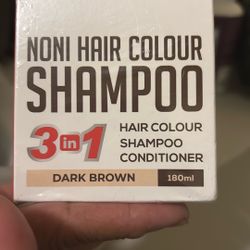 NONI HAIR COLOUR
SHAMPOO
3 in 1
HAIR COLOUR
SHAMPOO
CONDITIONER
DARK BROWN
180ml